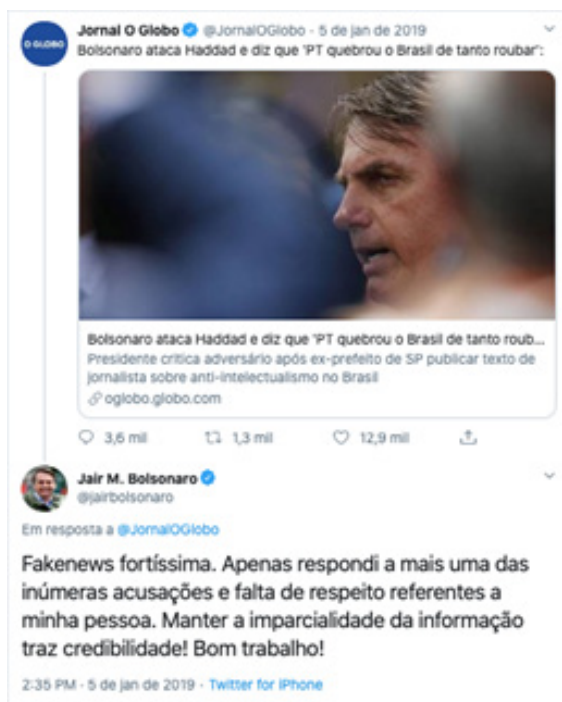 O GLOBO
Jornal O Globo @JornalOGlobo · 5 de jan de 2019
Bolsonaro ataca Haddad e diz que 'PT quebrou o Brasil de tanto roubar':
Bolsonaro ataca Haddad e diz que 'PT quebrou o Brasil de tanto roub...
Presidente critica adversário após ex-prefeito de SP publicar texto de
jornalista sobre anti-intelectualismo no Brasil
oglobo.globo.com
3,6 mil 1,3 mil 12,9 mil
Jair M. Bolsonaro
@jairbolsonaro
Em resposta a @JornalOGlobo
Fakenews fortíssima. Apenas respondi a mais uma das
inúmeras acusações e falta de respeito referentes a
minha pessoa. Manter a imparcialidade da informação
traz credibilidade! Bom trabalho!
2:35 PM · 5 de jan de 2019 · Twitter for iPhone